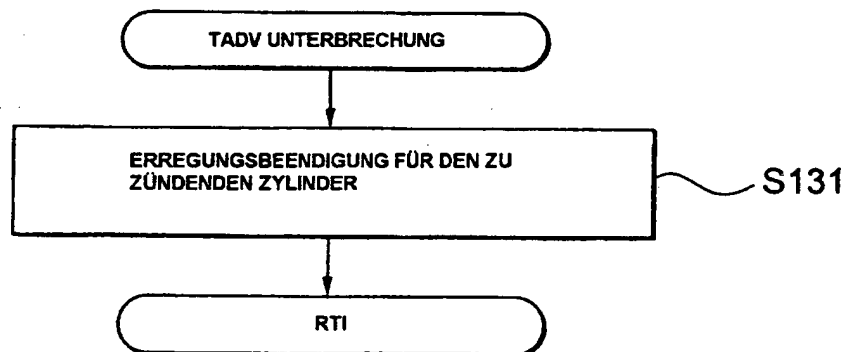 TADV UNTERBRECHUNG
ERREGUNGSBEENDIGUNG FÜR DEN ZU
ZÜNDENDEN ZYLINDER
S131
RTI